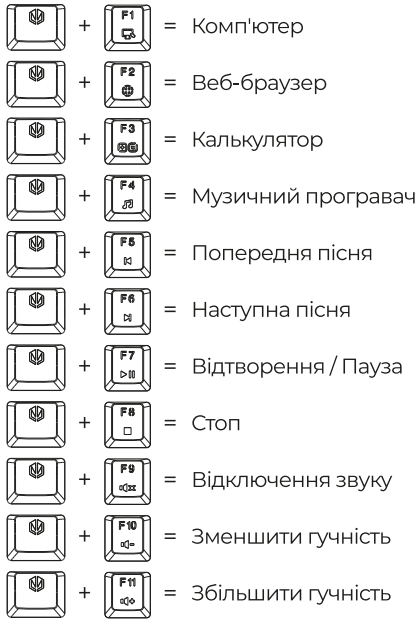 + F1 = Комп'ютер
+ F2 = Веб-браузер
+ F3 = Калькулятор
+ F4 = Музичний програвач
+ F5 = Попередня пісня
+ F6 = Наступна пісня
+ F7 = Відтворення / Пауза
+ F8 = Стоп
+ F9 = Відключення звуку
+ F10 = Зменшити гучність
+ F11 = Збільшити гучність